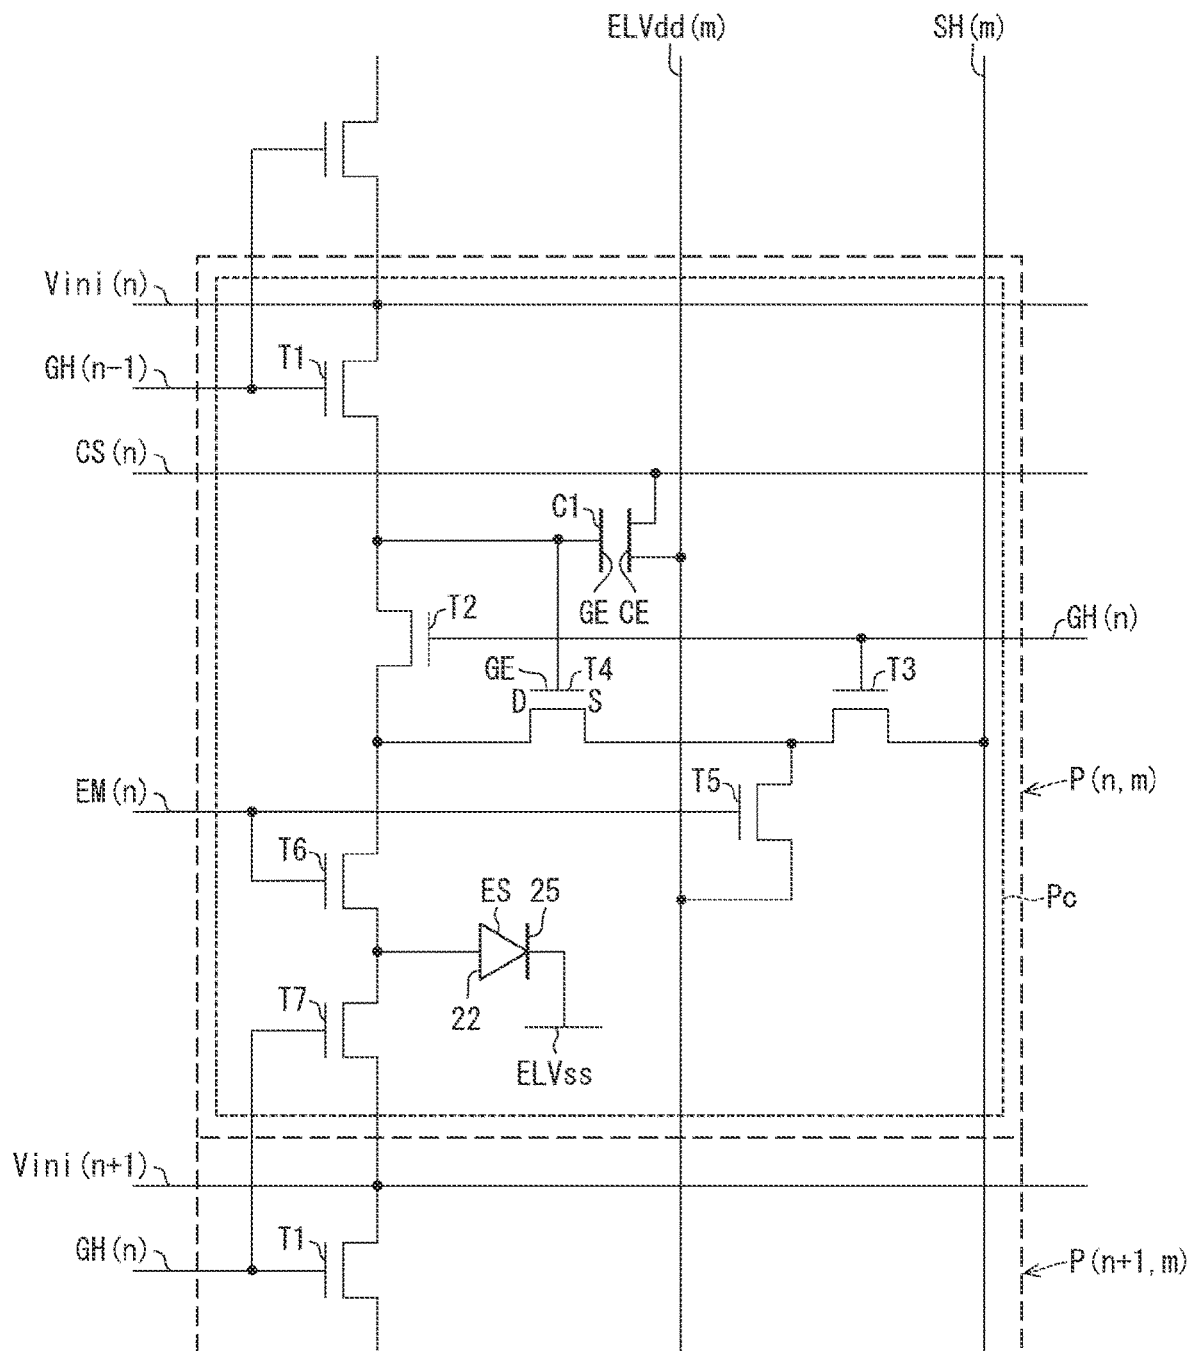 ELVdd(m)
SH(m)
Vini(n)
GH(n-1)
T1
CS(n)
C1
GE
CE
T2
GH(n)
GE
T4
T3
D
S
T5
EM(n)
P(n,m)
T6
ES
25
Pc
T7
22
ELVss
Vini(n+1)
GH(n)
T1
P(n+1,m)